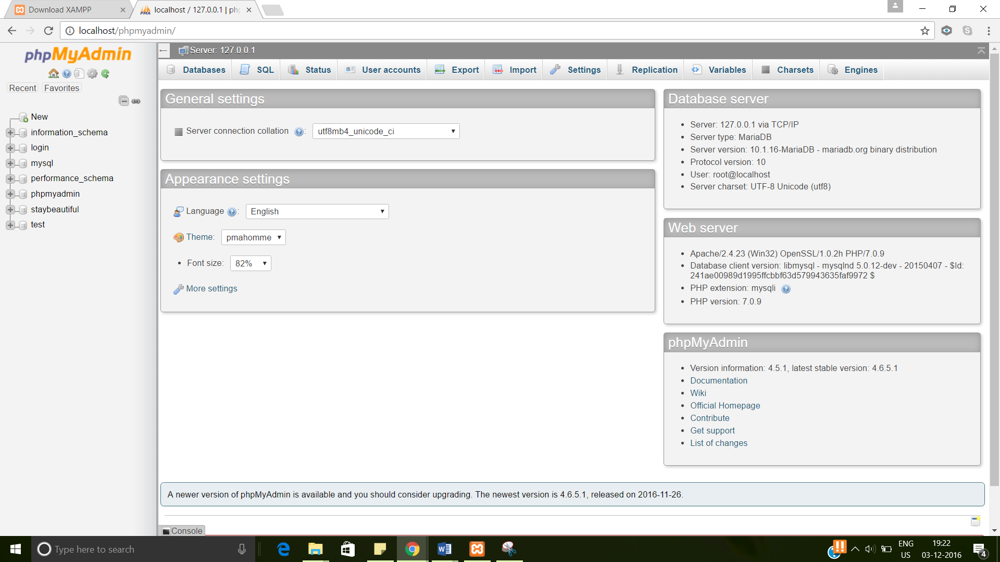 Download XAMPP
localhost / 127.0.0.1 | ph
localhost/phpmyadmin/
phpMyAdmin
Recent
Favorites
New
information_schema
login
mysql
performance_schema
phpmyadmin
staybeautiful
test
Server: 127.0.0.1
Databases
SQL
Status
User accounts
Export
Import
Settings
Replication
Variables
Charsets
Engines
General settings
Server connection collation :
utf8mb4_unicode_ci
Appearance settings
Language :
English
Theme:
pmahomme
Font size:
82%
More settings
Database server
Server: 127.0.0.1 via TCP/IP
Server type: MariaDB
Server version: 10.1.16-MariaDB - mariadb.org binary distribution
Protocol version: 10
User: root@localhost
Server charset: UTF-8 Unicode (utf8)
Web server
Apache/2.4.23 (Win32) OpenSSL/1.0.2h PHP/7.0.9
Database client version: libmysql - mysqlnd 5.0.12-dev - 20150407 - $Id:
241ae00989d1995ffcbbf63d579943635faf9972 $
PHP extension: mysqli
PHP version: 7.0.9
phpMyAdmin
Version information: 4.5.1, latest stable version: 4.6.5.1
Documentation
Wiki
Official Homepage
Contribute
Get support
List of changes
A newer version of phpMyAdmin is available and you should consider upgrading. The newest version is 4.6.5.1, released on 2016-11-26.
Console
Type here to search
ENG
US
19:22
03-12-2016
4